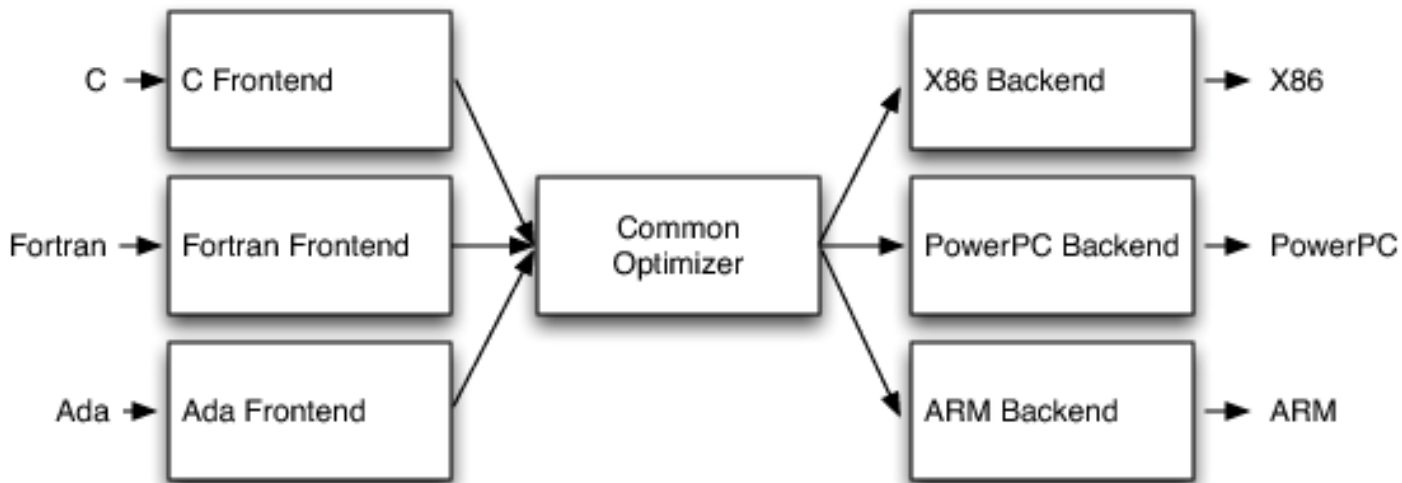 C
C Frontend
X86 Backend
X86
Fortran
Fortran Frontend
Common
Optimizer
PowerPC Backend
PowerPC
Ada
Ada Frontend
ARM Backend
ARM